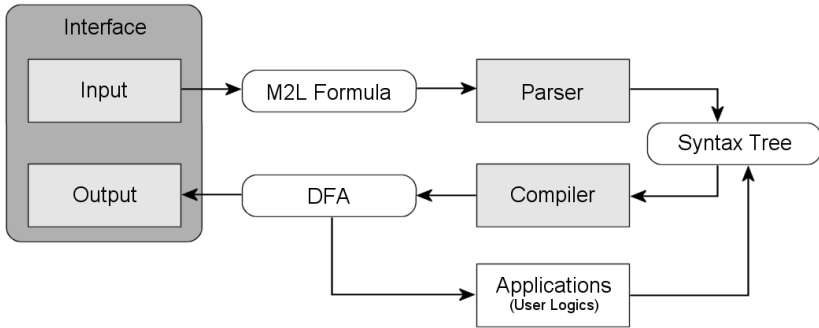 Interface
Input
M2L Formula
Parser
Syntax Tree
Output
DFA
Compiler
Applications
(User Logics)